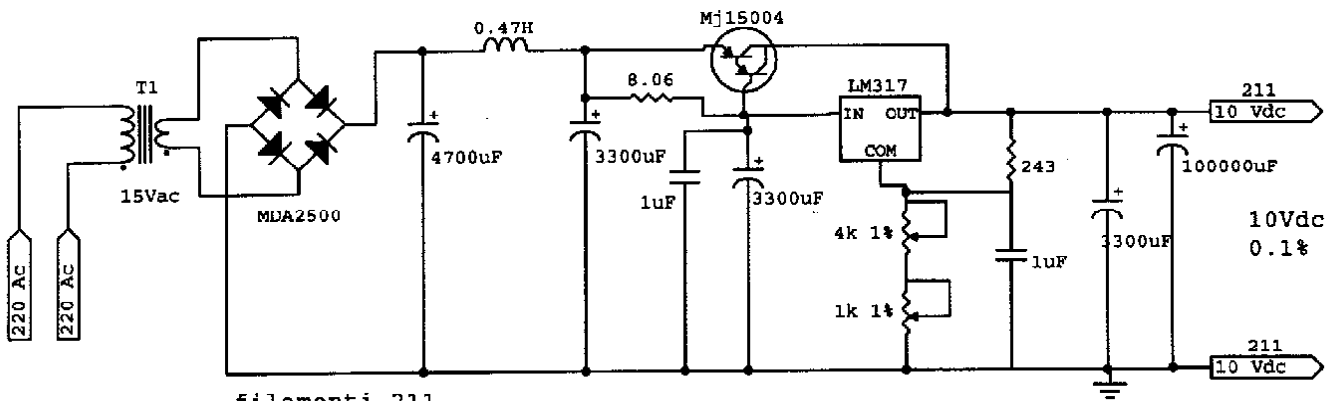 Mj15004
0.47H
T1
8.06
LM317
211
10 Vdc
IN OUT
COM
4700uF
3300uF
243
100000uF
15Vac
MDA2500
1uF
3300uF
4k 1%
3300uF
10Vdc
0.1%
1uF
220 Ac
220 Ac
1k 1%
211
10 Vdc